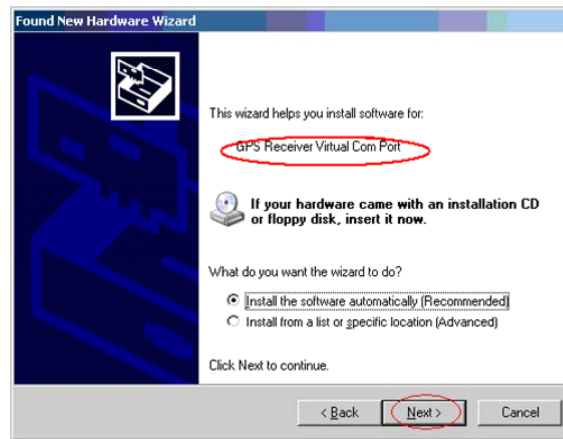 Found New Hardware Wizard
This wizard helps you install software for:
GPS Receiver Virtual Com Port
If your hardware came with an installation CD
or floppy disk, insert it now.
What do you want the wizard to do?
Install the software automatically (Recommended)
Install from a list or specific location (Advanced)
Click Next to continue.
< Back Next > Cancel